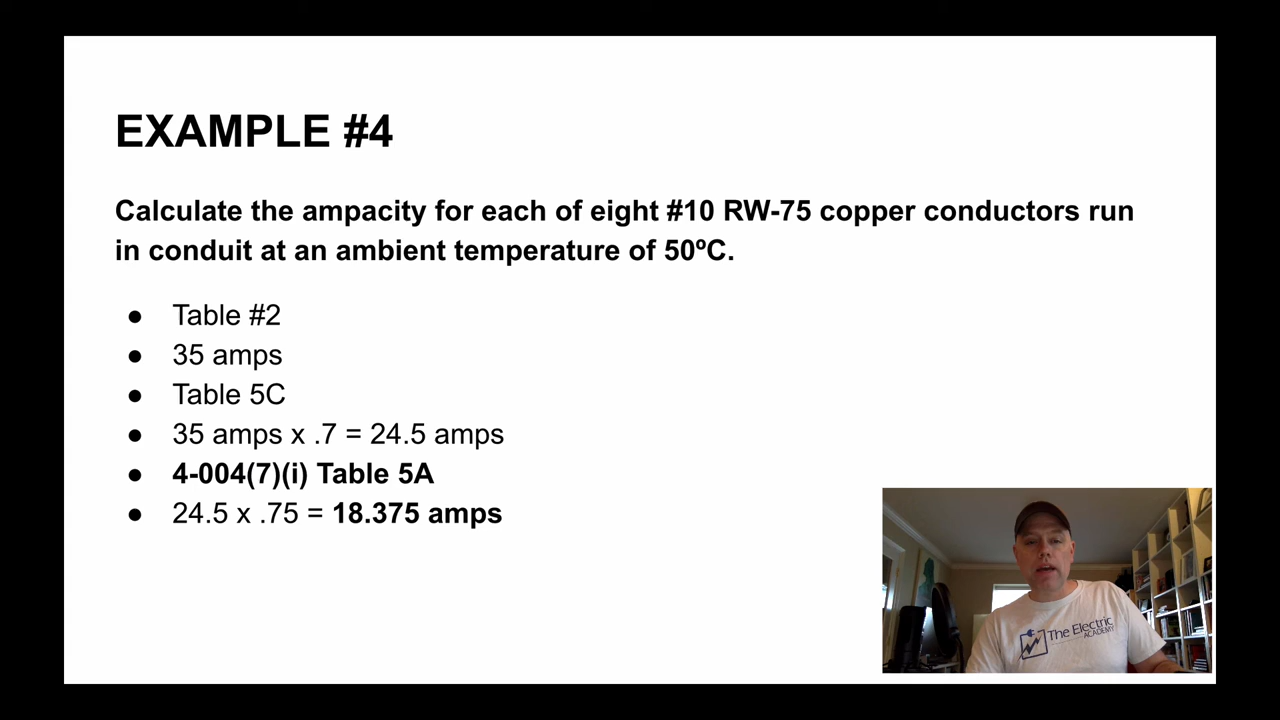 EXAMPLE #4
Calculate the ampacity for each of eight #10 RW-75 copper conductors run
in conduit at an ambient temperature of 50ºC.
● Table #2
● 35 amps
● Table 5C
● 35 amps x .7 = 24.5 amps
● 4-004(7)(i) Table 5A
● 24.5 x .75 = 18.375 amps
The Electric
ACADEMY